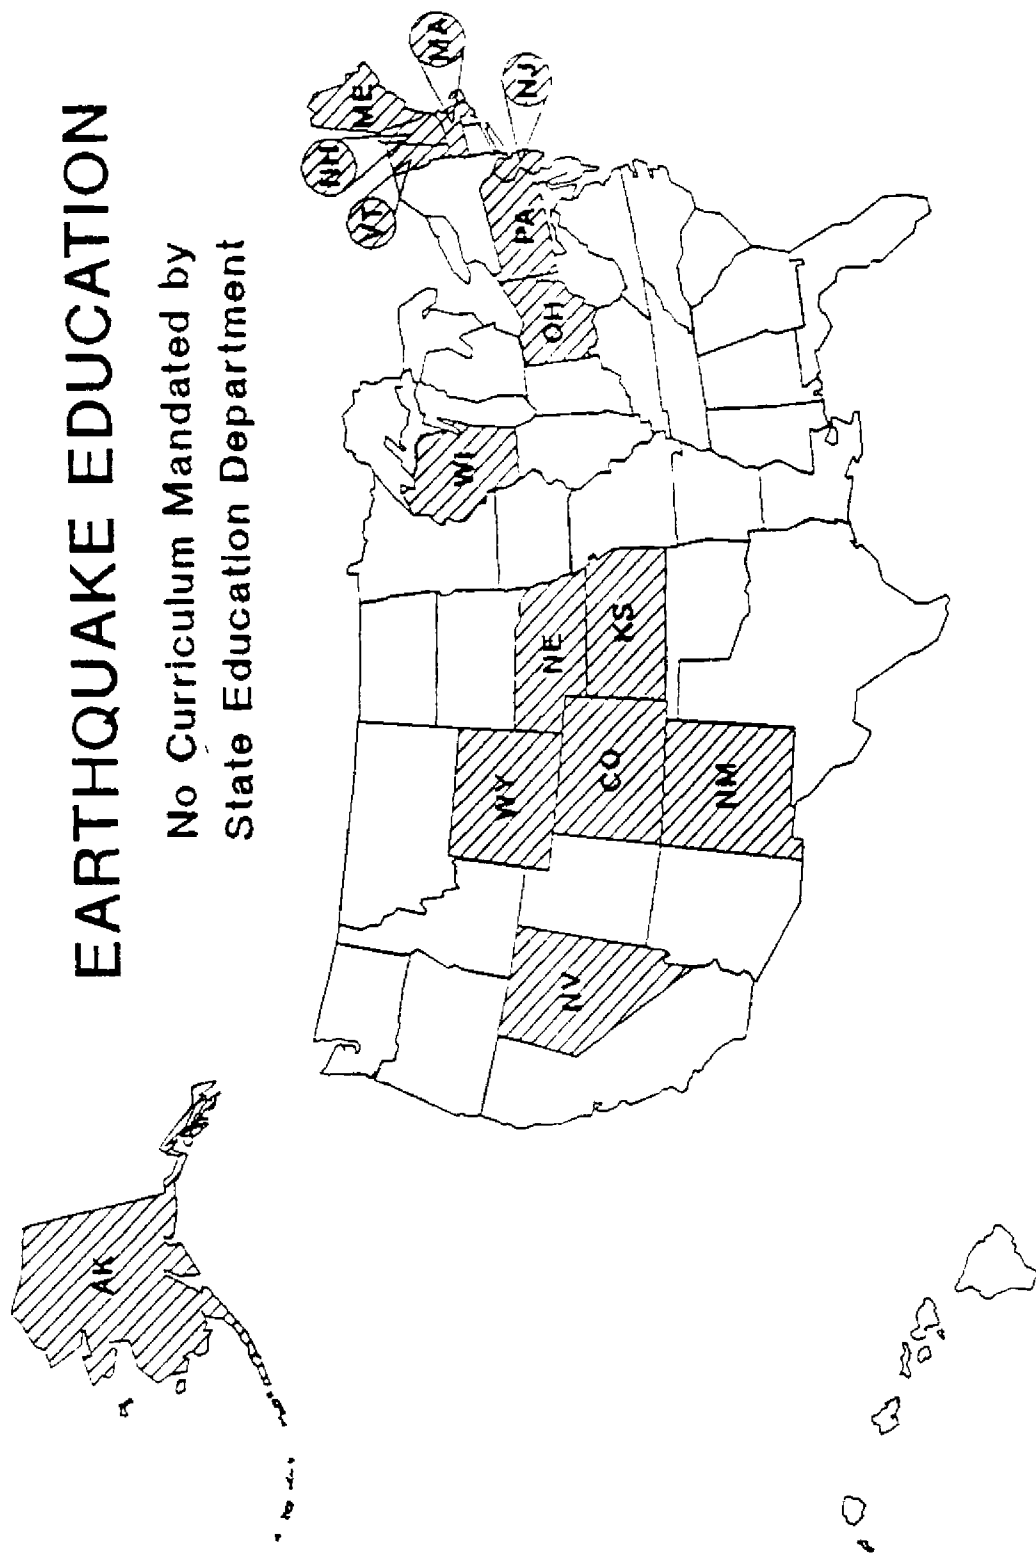 EARTHQUAKE EDUCATION
No Curriculum Mandated by
State Education Department
AK
ME
NH
VT
MA
NJ
PA
OH
WI
WY
NE
NV
CO
KS
NM